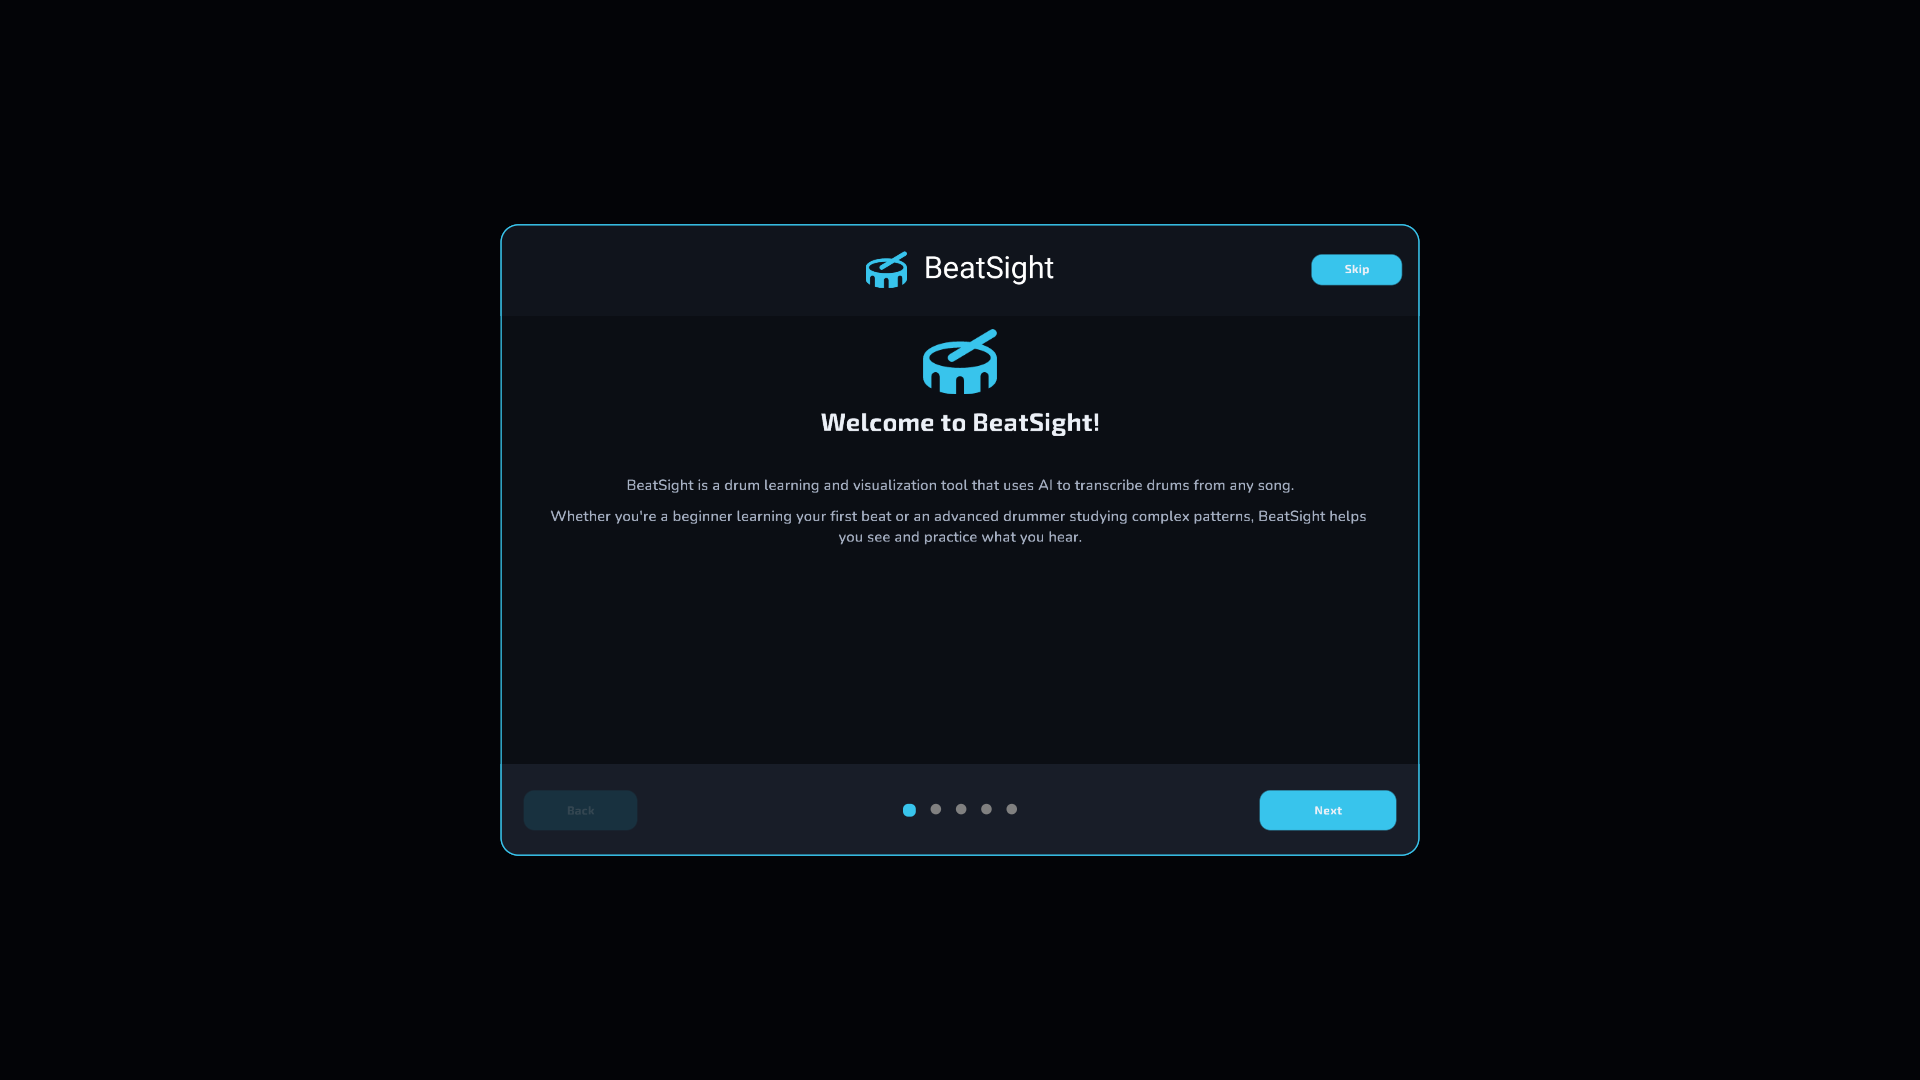 BeatSight
Skip
Welcome to BeatSight!
BeatSight is a drum learning and visualization tool that uses AI to transcribe drums from any song.
Whether you're a beginner learning your first beat or an advanced drummer studying complex patterns, BeatSight helps
you see and practice what you hear.
Back
Next